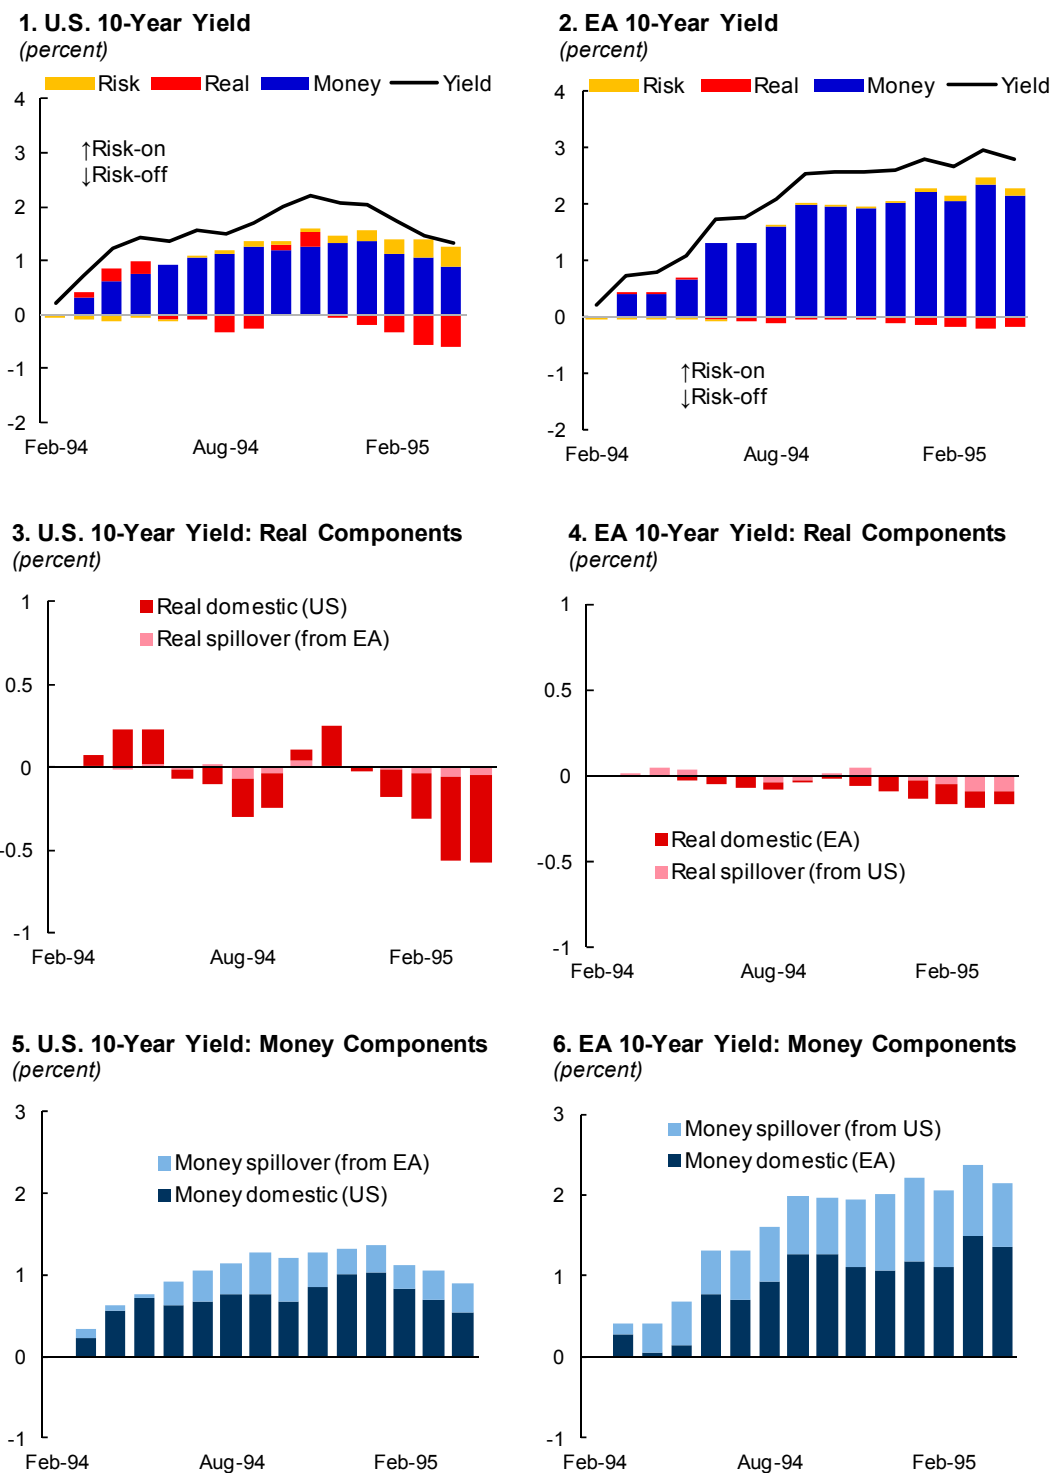 1. U.S. 10-Year Yield
(percent)
Risk Real Money Yield
4
3
2
1
0
-1
-2
↑Risk-on
↓Risk-off
Feb-94 Aug-94 Feb-95
2. EA 10-Year Yield
(percent)
Risk Real Money Yield
4
3
2
1
0
-1
-2
↑Risk-on
↓Risk-off
Feb-94 Aug-94 Feb-95
3. U.S. 10-Year Yield: Real Components
(percent)
1
0.5
0
-0.5
-1
Real domestic (US)
Real spillover (from EA)
Feb-94 Aug-94 Feb-95
4. EA 10-Year Yield: Real Components
(percent)
1
0.5
0
-0.5
-1
Real domestic (EA)
Real spillover (from US)
Feb-94 Aug-94 Feb-95
5. U.S. 10-Year Yield: Money Components
(percent)
3
2
1
0
-1
Money spillover (from EA)
Money domestic (US)
Feb-94 Aug-94 Feb-95
6. EA 10-Year Yield: Money Components
(percent)
3
2
1
0
-1
Money spillover (from US)
Money domestic (EA)
Feb-94 Aug-94 Feb-95